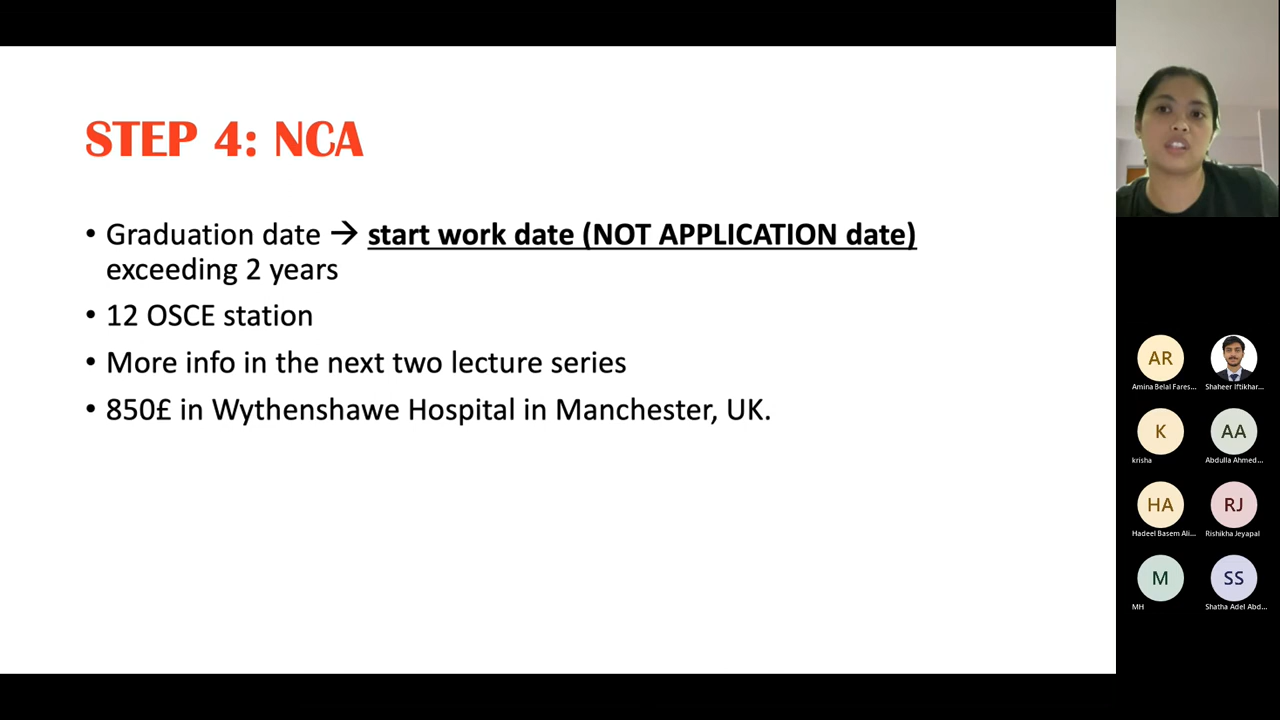 STEP 4: NCA
• Graduation date → start work date (NOT APPLICATION date)
exceeding 2 years
• 12 OSCE station
• More info in the next two lecture series
• 850£ in Wythenshawe Hospital in Manchester, UK.
AR
Amina Belal Fares...
Shaheer Iftikhar...
K
krisha
AA
Abdulla Ahmed...
HA
Hadeel Basem Ali...
RJ
Rishikha Jeyapal
M
MH
SS
Shatha Adel Abd...